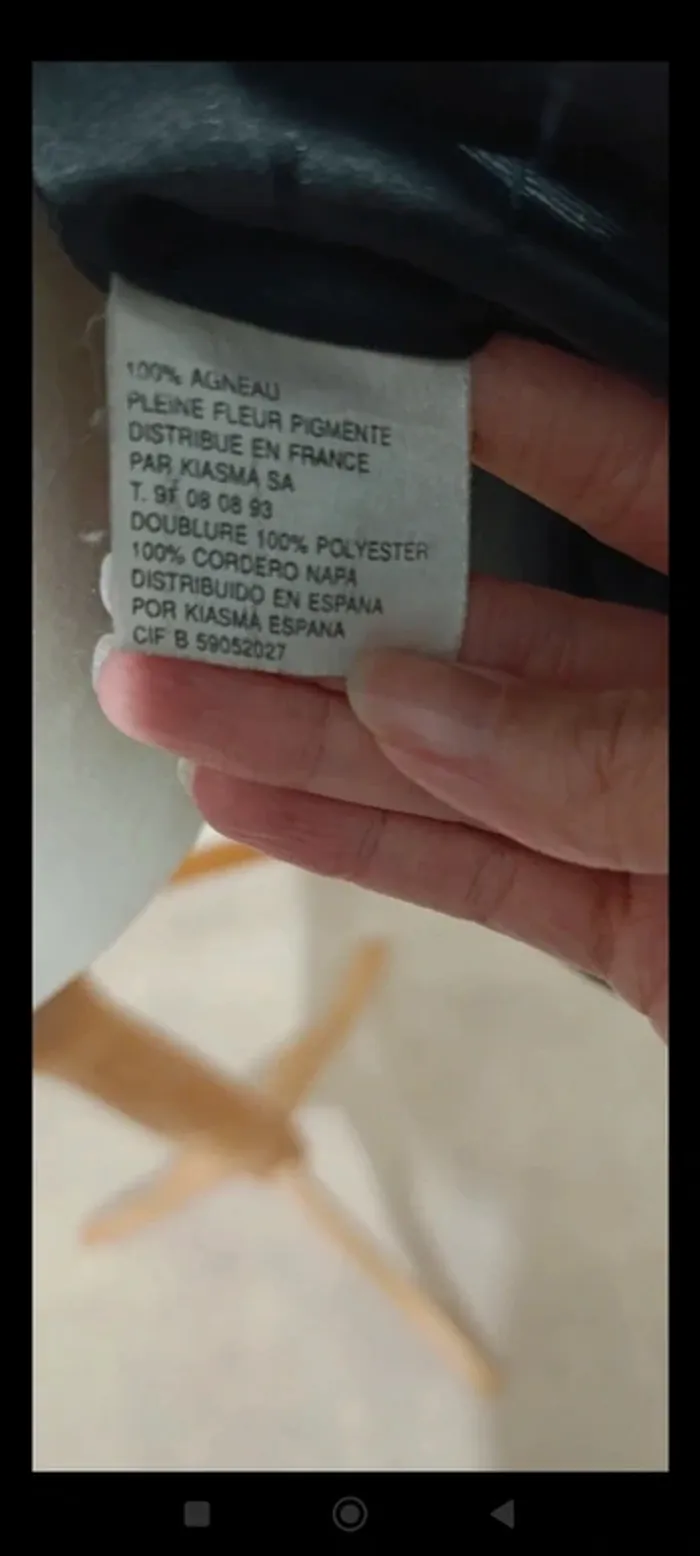 100% AGNEAU
PLEINE FLEUR PIGMENTE
DISTRIBUE EN FRANCE
PAR KIASMA SA
T. 91 08 08 93
DOUBLURE 100% POLYESTER
100% CORDERO NAPA
DISTRIBUIDO EN ESPANA
POR KIASMA ESPANA
CIF B 59052027